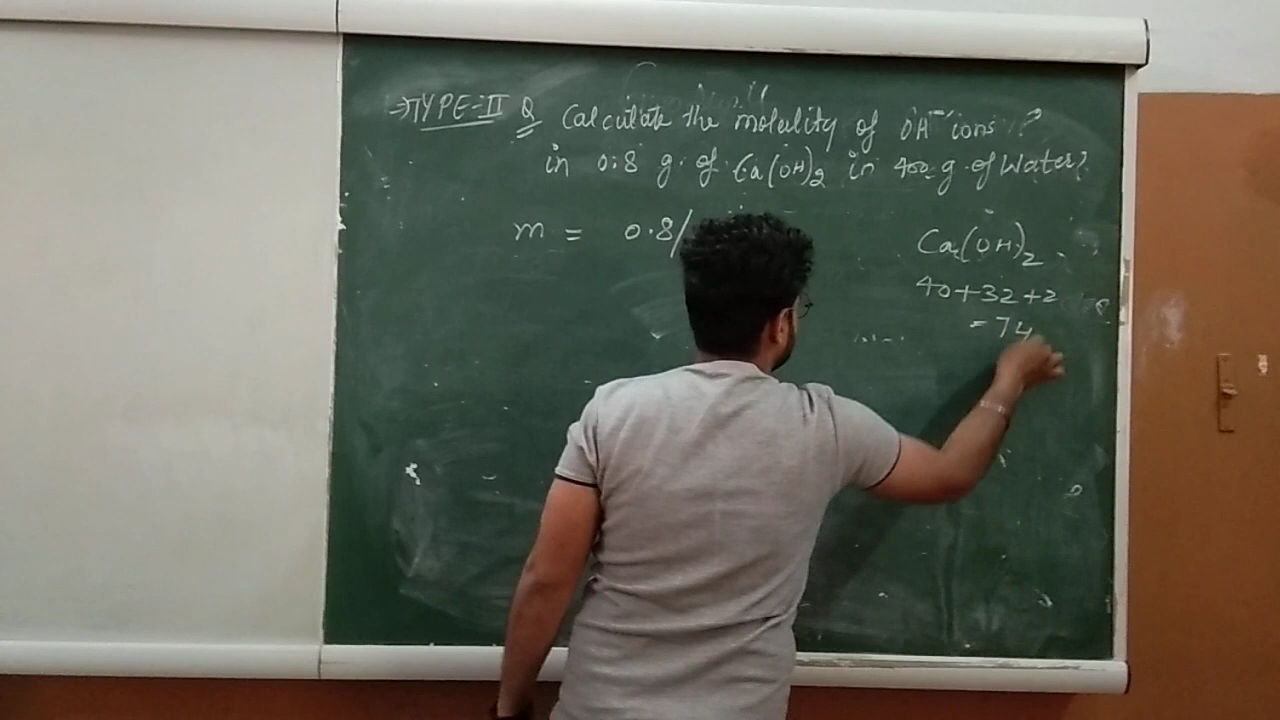 →TYPE-II Q Calculate the molality of OH⁻ ions ?
in 0.8 g. of Ca(OH)₂ in 400 g of Water?
m = 0.8/
Ca(OH)₂
40+32+2
=74